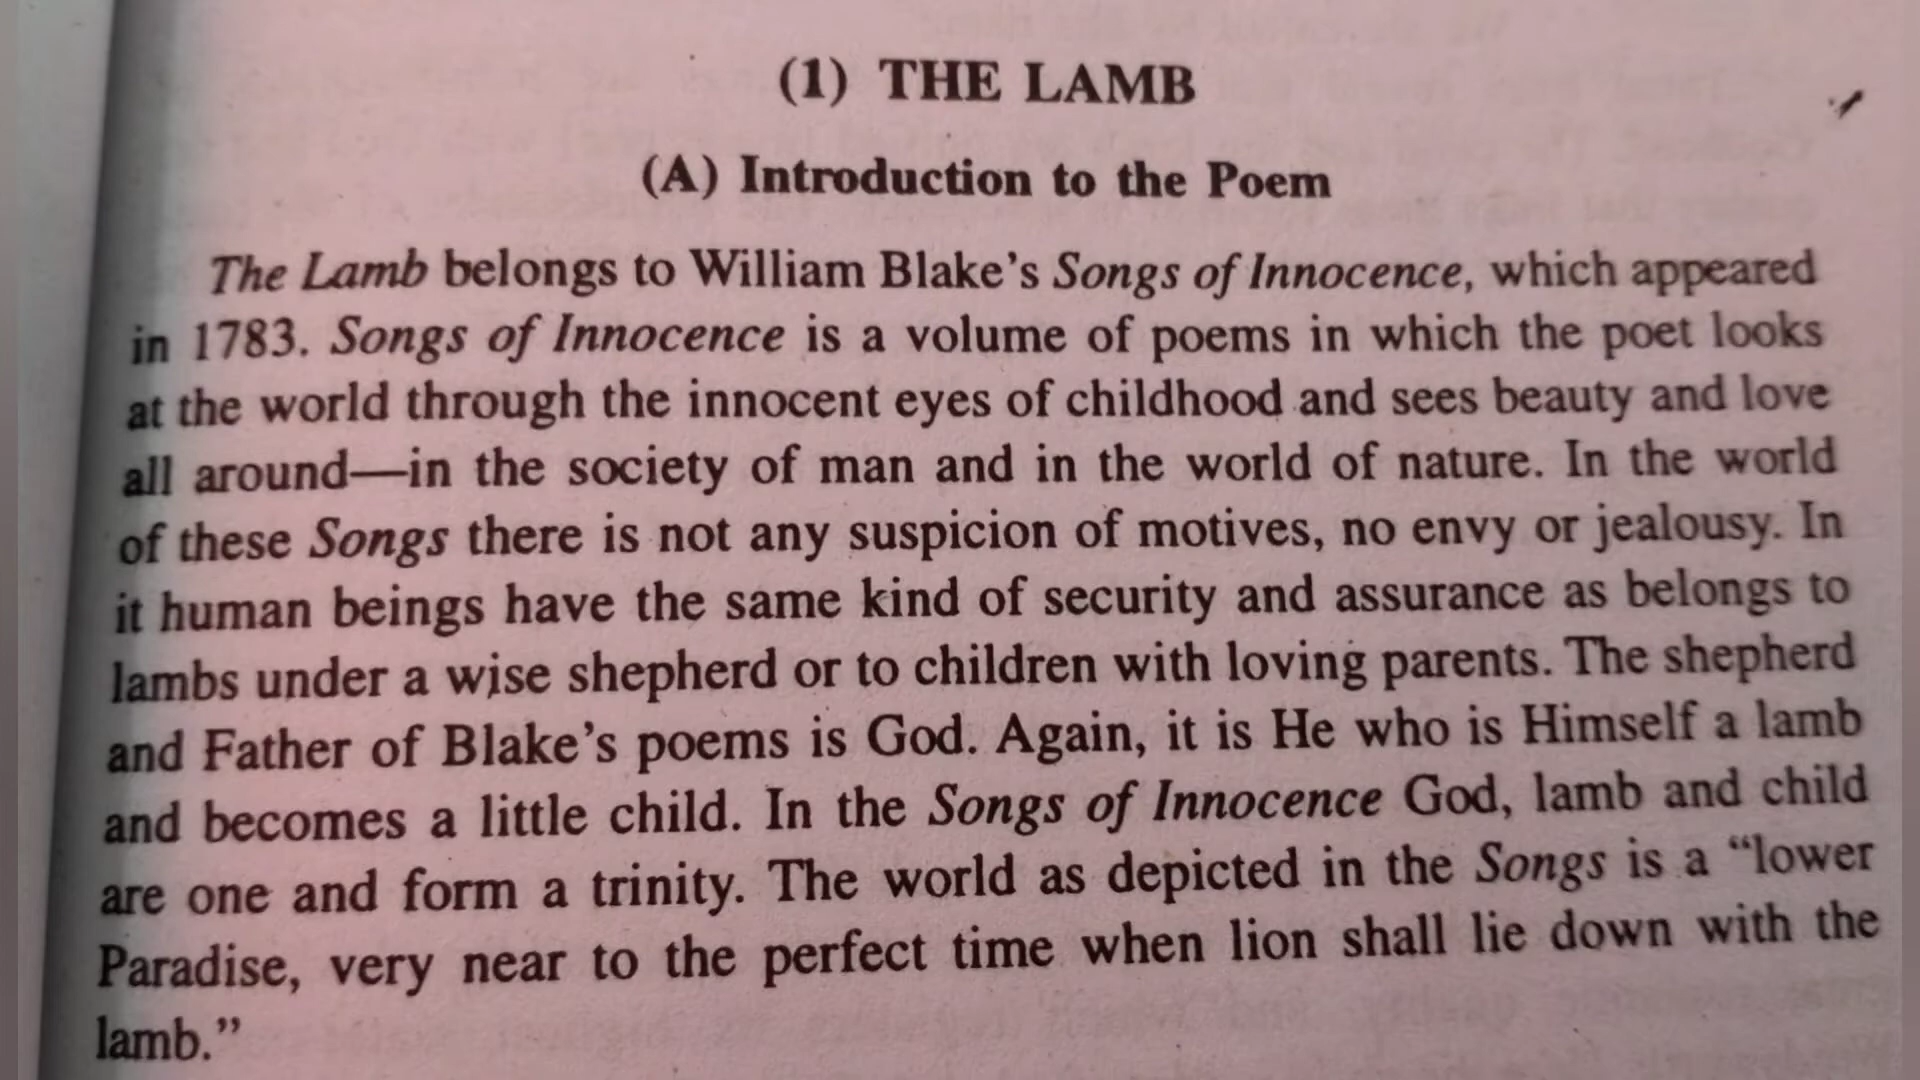 (1) THE LAMB
(A) Introduction to the Poem
The Lamb belongs to William Blake's Songs of Innocence, which appeared
in 1783. Songs of Innocence is a volume of poems in which the poet looks
at the world through the innocent eyes of childhood and sees beauty and love
all around—in the society of man and in the world of nature. In the world
of these Songs there is not any suspicion of motives, no envy or jealousy. In
it human beings have the same kind of security and assurance as belongs to
lambs under a wise shepherd or to children with loving parents. The shepherd
and Father of Blake's poems is God. Again, it is He who is Himself a lamb
and becomes a little child. In the Songs of Innocence God, lamb and child
are one and form a trinity. The world as depicted in the Songs is a “lower
Paradise, very near to the perfect time when lion shall lie down with the
lamb.”